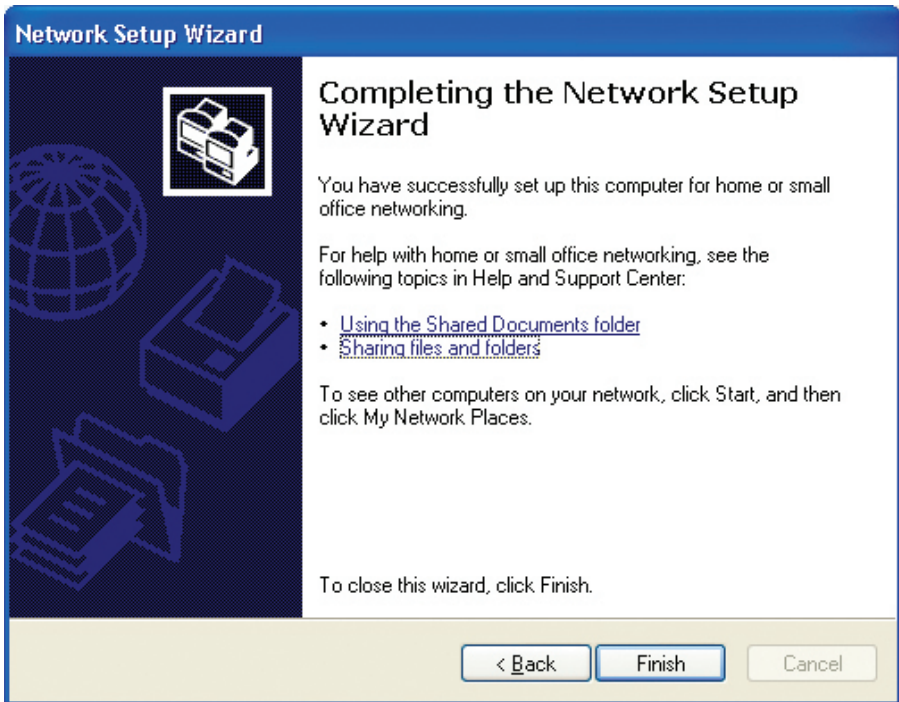 Network Setup Wizard
Completing the Network Setup
Wizard
You have successfully set up this computer for home or small
office networking.
For help with home or small office networking, see the
following topics in Help and Support Center:
• Using the Shared Documents folder
• Sharing files and folders
To see other computers on your network, click Start, and then
click My Network Places.
To close this wizard, click Finish.
< Back Finish Cancel